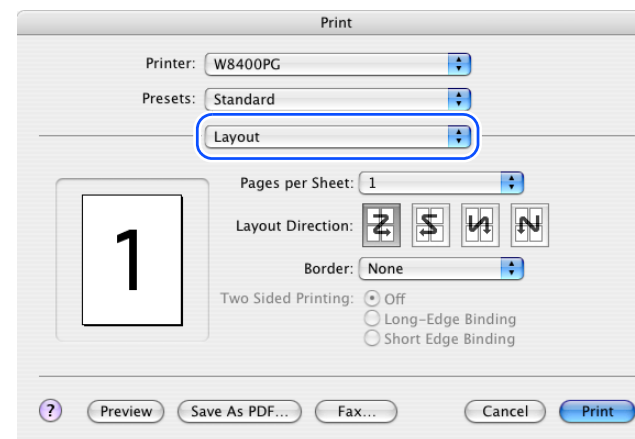 Print
Printer: W8400PG
Presets: Standard
Layout
Pages per Sheet: 1
1
Layout Direction:
Border: None
Two Sided Printing: Off
Long-Edge Binding
Short Edge Binding
? Preview Save As PDF... Fax... Cancel Print